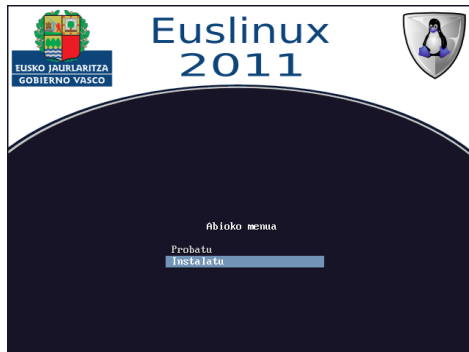 Euslinux
2011
EUSKO JAURLARITZA
GOBIERNO VASCO
Abioko menua
Probatu
Instalatu